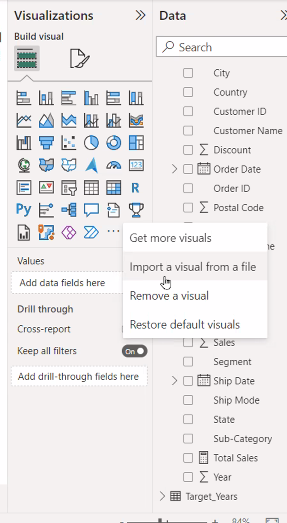 Visualizations
Data
Build visual
Search
City
Country
Customer ID
Customer Name
Discount
Order Date
Order ID
Postal Code
123
R
Py
Get more visuals
Import a visual from a file
Remove a visual
Restore default visuals
Values
Add data fields here
Drill through
Cross-report
Keep all filters
On
Add drill-through fields here
Sales
Segment
Ship Date
Ship Mode
State
Sub-Category
Total Sales
Year
Target_Years
84%